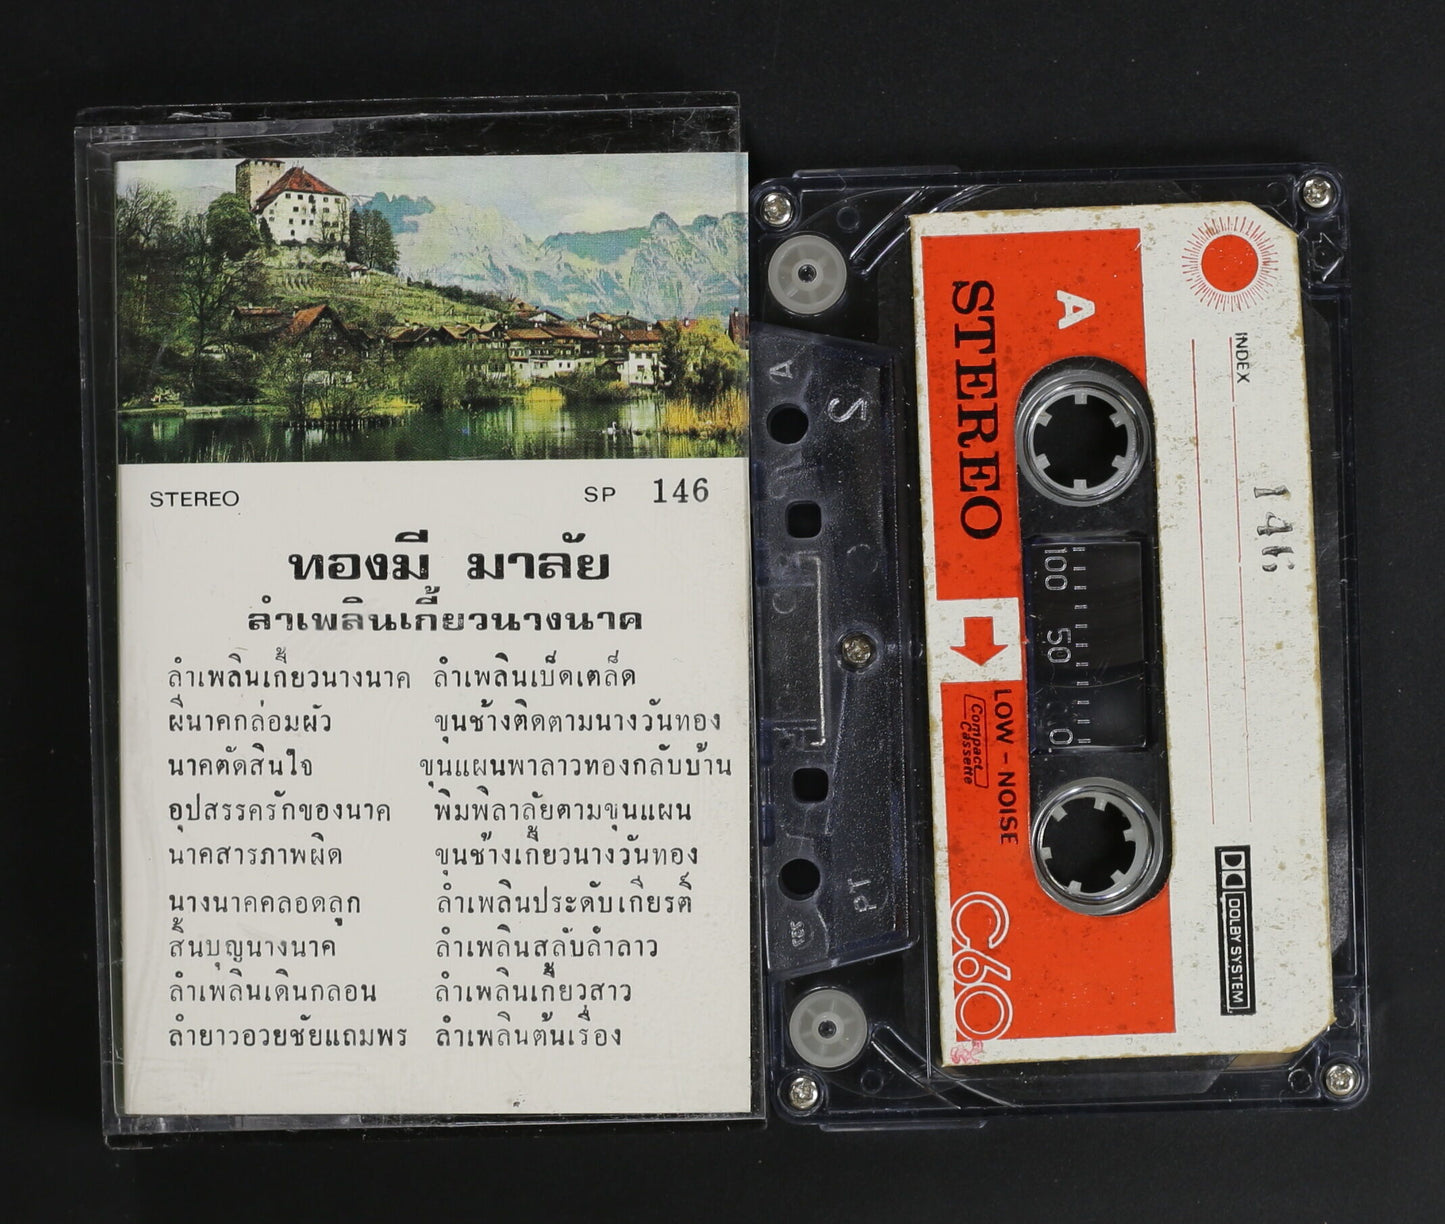 STEREO SP 146
ทองมี มาลัย
ลำเพลินเกี้ยวนางนาค
ลำเพลินเกี้ยวนางนาค ลำเพลินเบ็ดเตล็ด
ผีนาคกล่อมผัว ขุนช้างติดตามนางวันทอง
นาคตัดสินใจ ขุนแผนพาลาวทองกลับบ้าน
อุปสรรครักของนาค พิมพิลาลัยตามขุนแผน
นาคสารภาพผิด ขุนช้างเกี้ยวนางวันทอง
นางนาคคลอดลูก ลำเพลินประดับเกียรติ์
สิ้นบุญนางนาค ลำเพลินสลับลำลาว
ลำเพลินเดินกลอน ลำเพลินเกี้ยวสาว
ลำยาวอวยชัยแถมพร ลำเพลินต้นเรื่อง
A
S
PT
A
STEREO
LOW - NOISE
Compact
Cassette
C60
100 50 0
INDEX
146
DOLBY SYSTEM